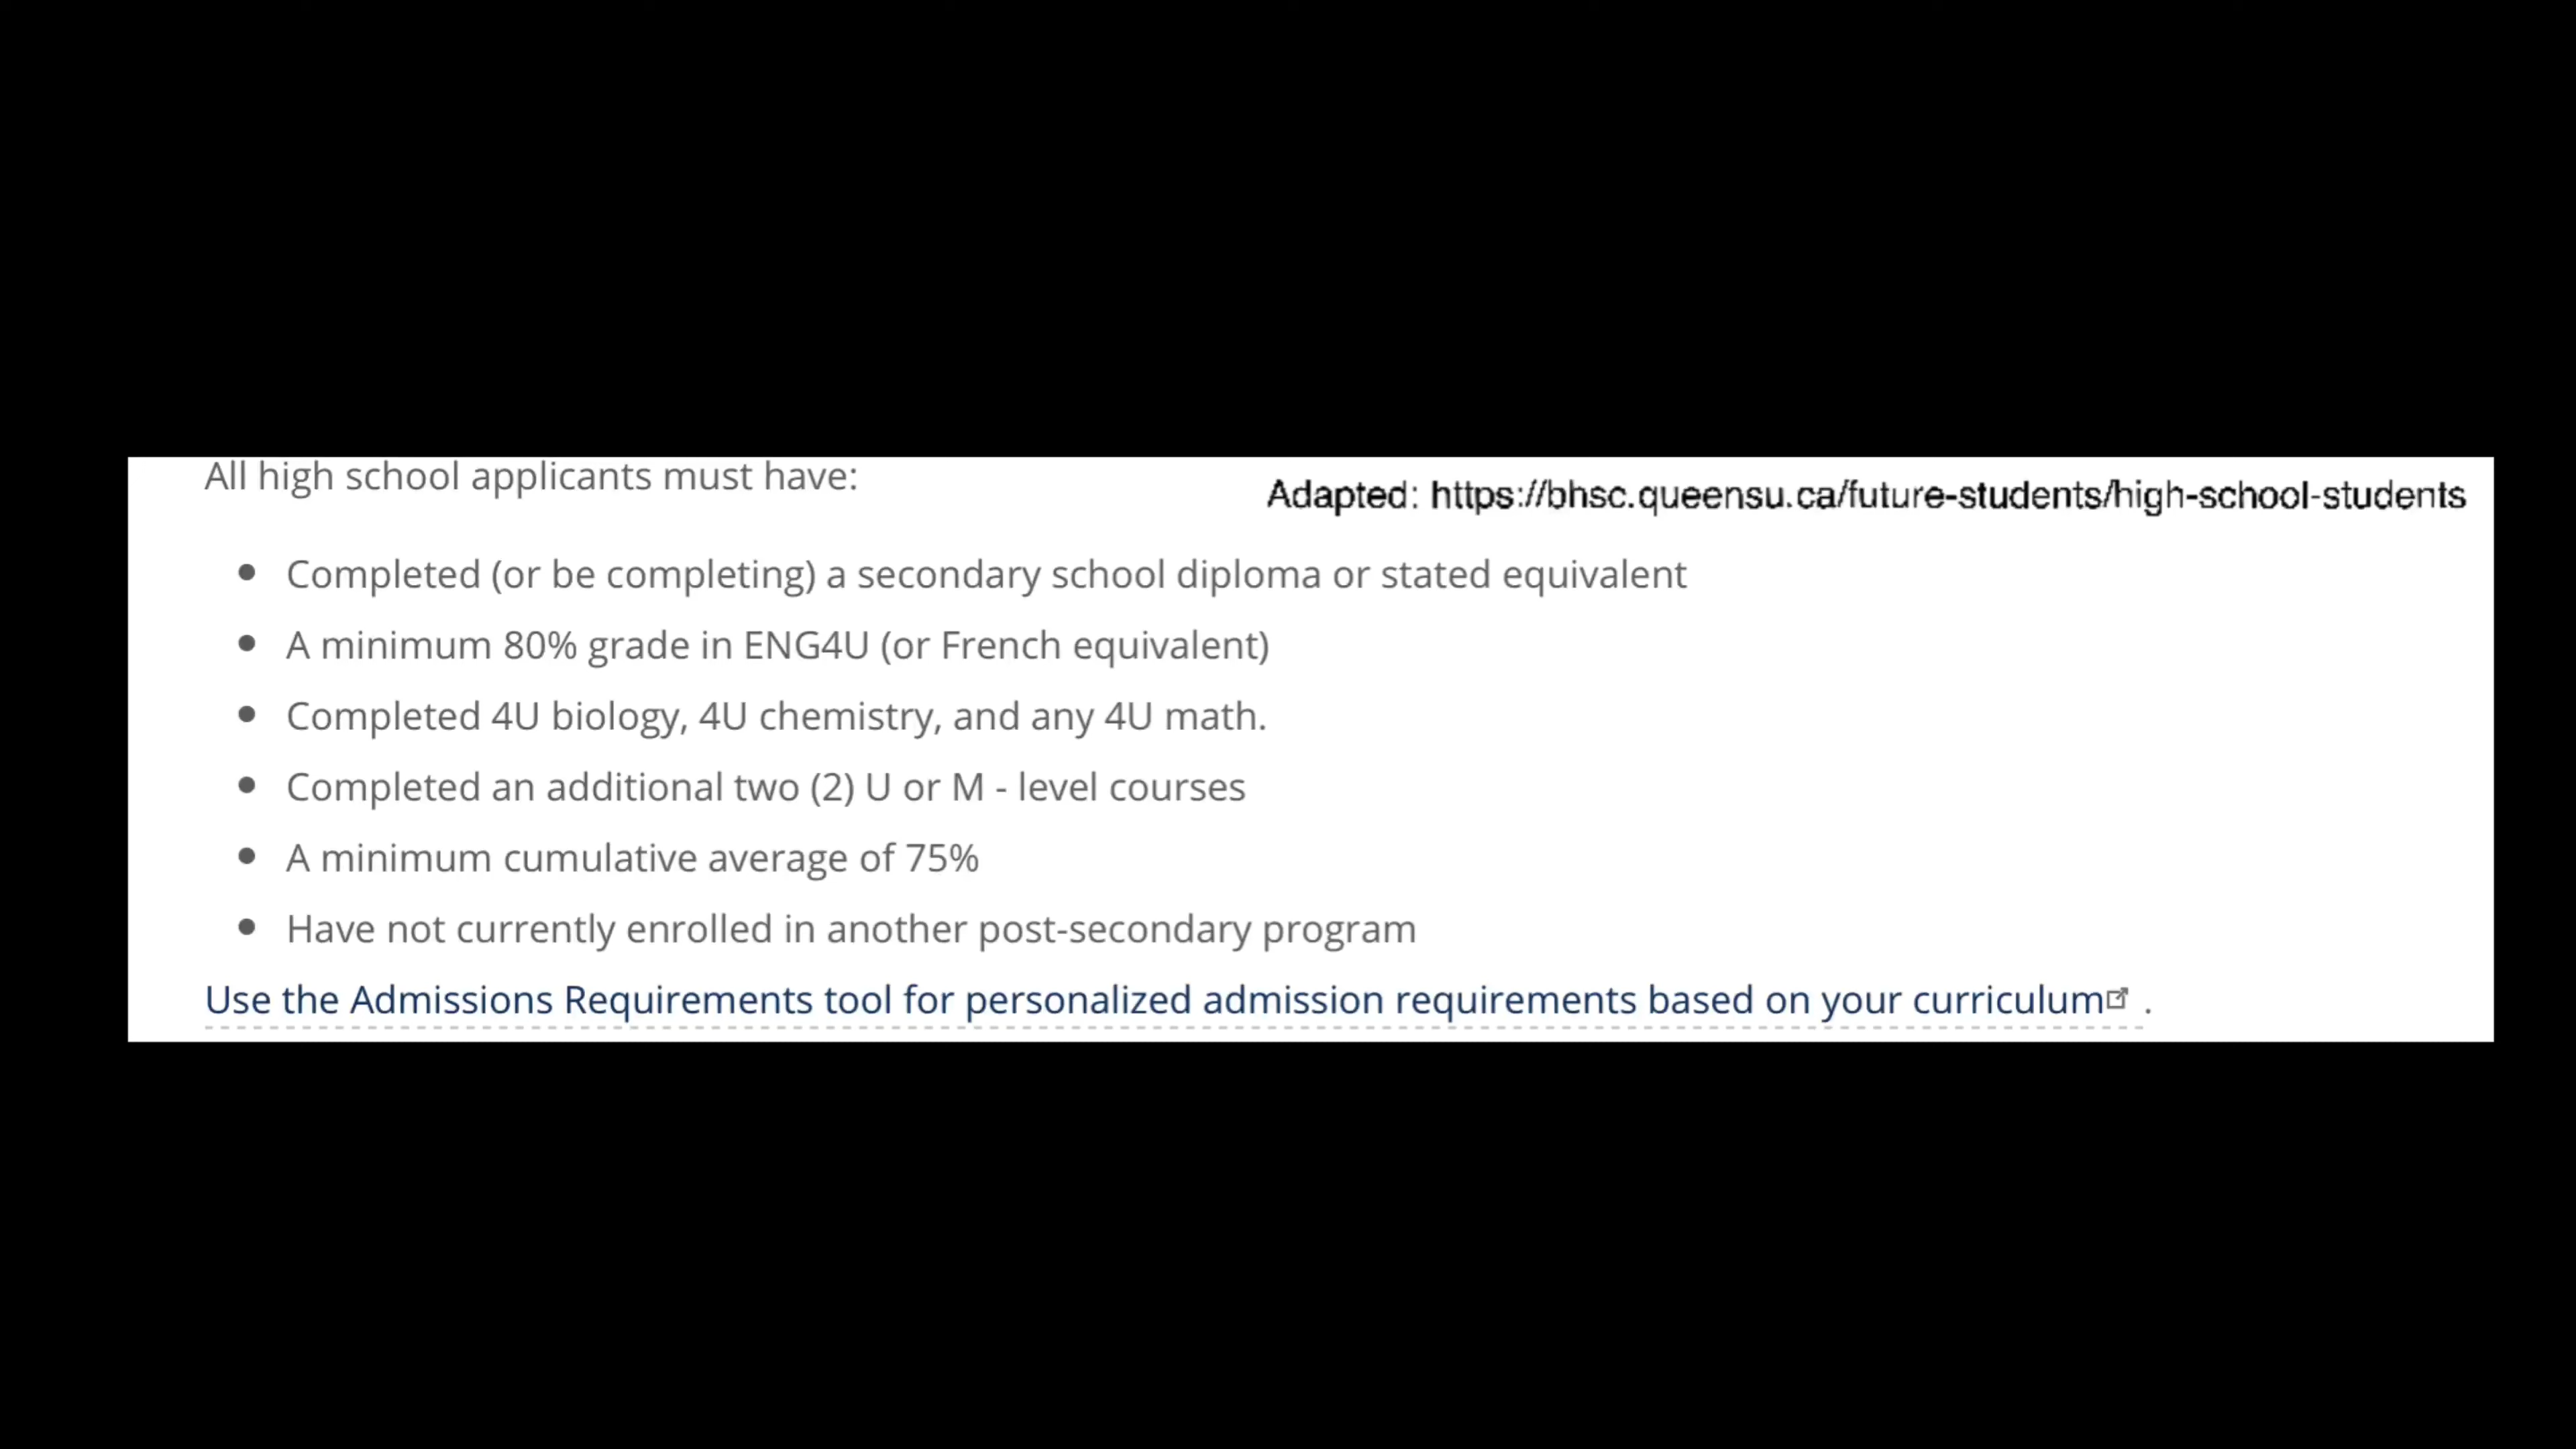 All high school applicants must have:
Adapted: https://bhsc.queensu.ca/future-students/high-school-students
• Completed (or be completing) a secondary school diploma or stated equivalent
• A minimum 80% grade in ENG4U (or French equivalent)
• Completed 4U biology, 4U chemistry, and any 4U math.
• Completed an additional two (2) U or M - level courses
• A minimum cumulative average of 75%
• Have not currently enrolled in another post-secondary program
Use the Admissions Requirements tool for personalized admission requirements based on your curriculum .